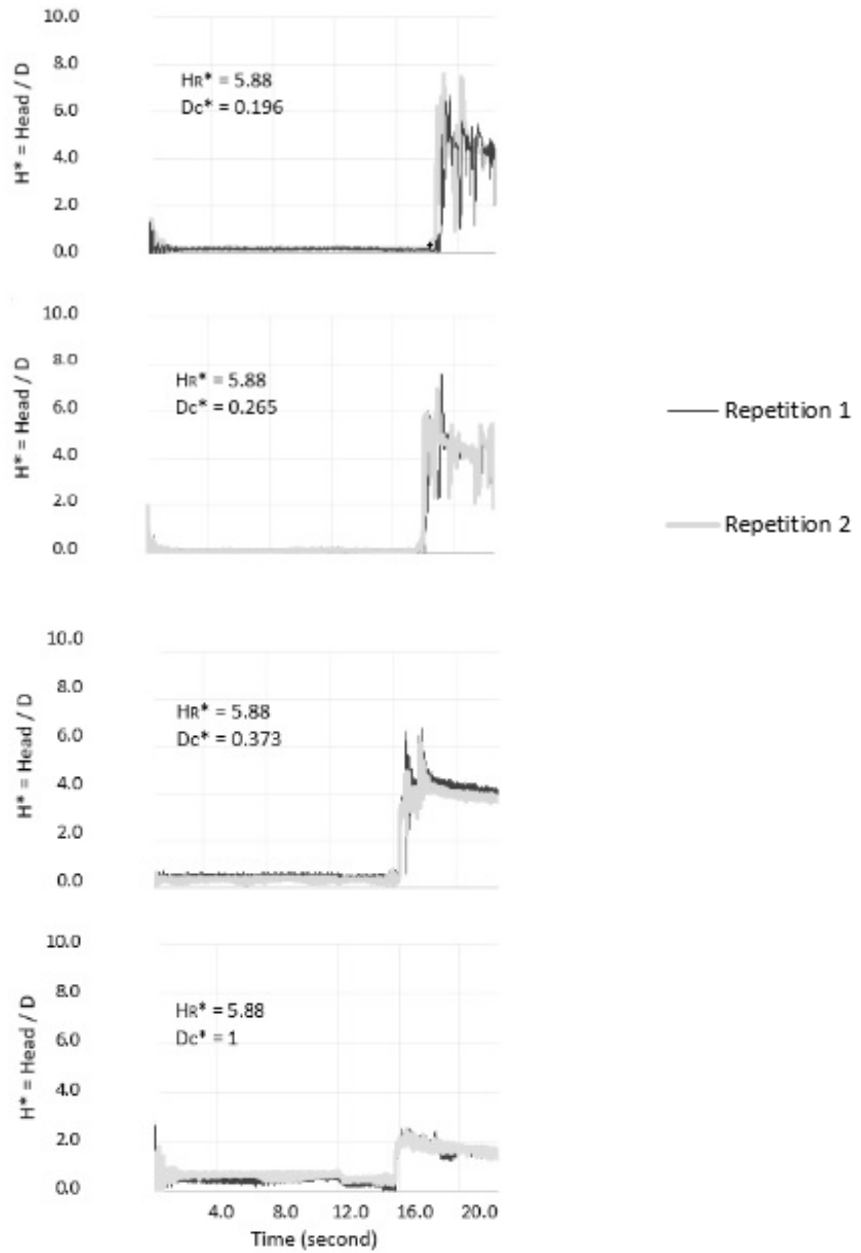 10.0
8.0
6.0
4.0
2.0
0.0
H* = Head / D
HR* = 5.88
Dc* = 0.196
10.0
8.0
6.0
4.0
2.0
0.0
H* = Head / D
HR* = 5.88
Dc* = 0.265
Repetition 1
Repetition 2
10.0
8.0
6.0
4.0
2.0
0.0
H* = Head / D
HR* = 5.88
Dc* = 0.373
10.0
8.0
6.0
4.0
2.0
0.0
H* = Head / D
HR* = 5.88
Dc* = 1
4.0 8.0 12.0 16.0 20.0
Time (second)